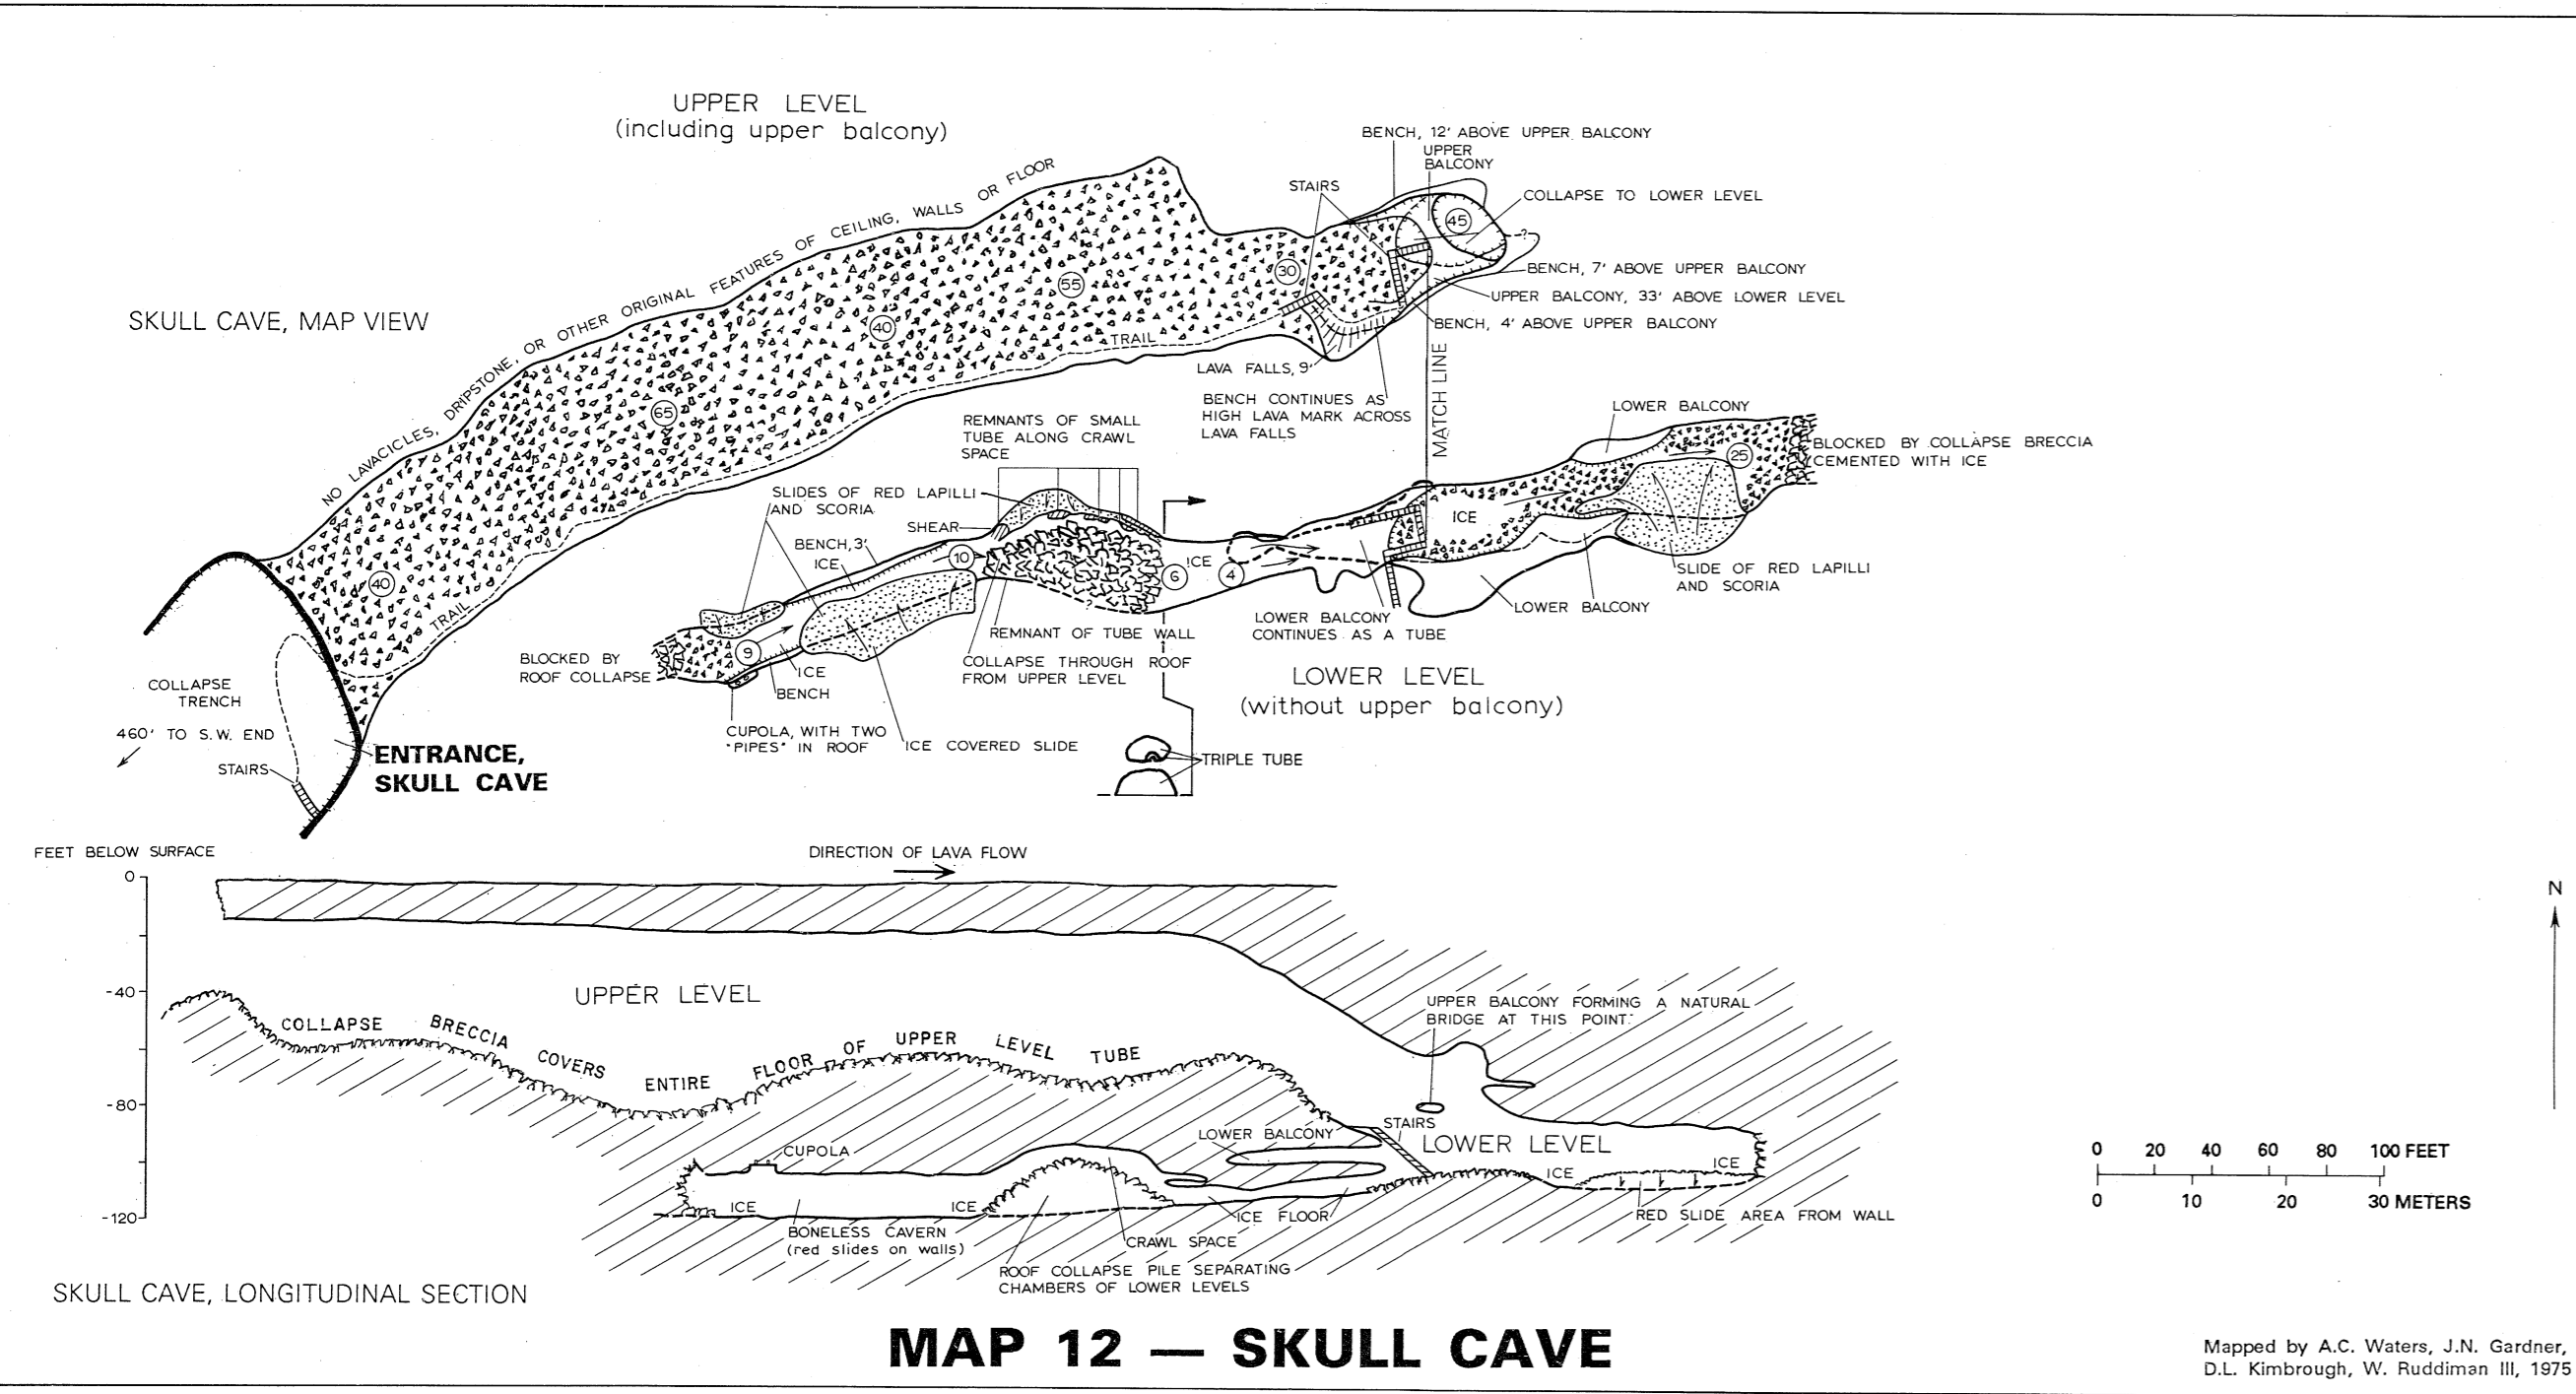 UPPER LEVEL
(including upper balcony)
SKULL CAVE, MAP VIEW
NO LAVACICLES, DRIPSTONE, OR OTHER ORIGINAL FEATURES OF CEILING, WALLS OR FLOOR
BENCH, 12' ABOVE UPPER BALCONY
UPPER
BALCONY
STAIRS
COLLAPSE TO LOWER LEVEL
45
?
30
55
40
65
40
BENCH, 7' ABOVE UPPER BALCONY
UPPER BALCONY, 33' ABOVE LOWER LEVEL
BENCH, 4' ABOVE UPPER BALCONY
TRAIL
TRAIL
LAVA FALLS, 9'
BENCH CONTINUES AS
HIGH LAVA MARK ACROSS
LAVA FALLS
MATCH LINE
REMNANTS OF SMALL
TUBE ALONG CRAWL
SPACE
SLIDES OF RED LAPILLI
AND SCORIA
SHEAR
BENCH, 3'
ICE
10
9
6
ICE
4
?
ICE
25
LOWER BALCONY
BLOCKED BY COLLAPSE BRECCIA
CEMENTED WITH ICE
SLIDE OF RED LAPILLI
AND SCORIA
LOWER BALCONY
LOWER BALCONY
CONTINUES AS A TUBE
REMNANT OF TUBE WALL
COLLAPSE THROUGH ROOF
FROM UPPER LEVEL
BLOCKED BY
ROOF COLLAPSE
ICE
BENCH
CUPOLA, WITH TWO
"PIPES" IN ROOF
ICE COVERED SLIDE
LOWER LEVEL
(without upper balcony)
TRIPLE TUBE
COLLAPSE
TRENCH
460' TO S.W. END
STAIRS
ENTRANCE,
SKULL CAVE
FEET BELOW SURFACE
DIRECTION OF LAVA FLOW
0
-40
-80
-120
UPPER LEVEL
COLLAPSE BRECCIA COVERS ENTIRE FLOOR OF UPPER LEVEL TUBE
UPPER BALCONY FORMING A NATURAL
BRIDGE AT THIS POINT.
STAIRS
LOWER BALCONY
LOWER LEVEL
CUPOLA
ICE
ICE
ICE
ICE
BONELESS CAVERN
(red slides on walls)
ICE FLOOR
CRAWL SPACE
RED SLIDE AREA FROM WALL
ROOF COLLAPSE PILE SEPARATING
CHAMBERS OF LOWER LEVELS
SKULL CAVE, LONGITUDINAL SECTION
N
0 20 40 60 80 100 FEET
0 10 20 30 METERS
MAP 12 — SKULL CAVE
Mapped by A.C. Waters, J.N. Gardner,
D.L. Kimbrough, W. Ruddiman III, 1975